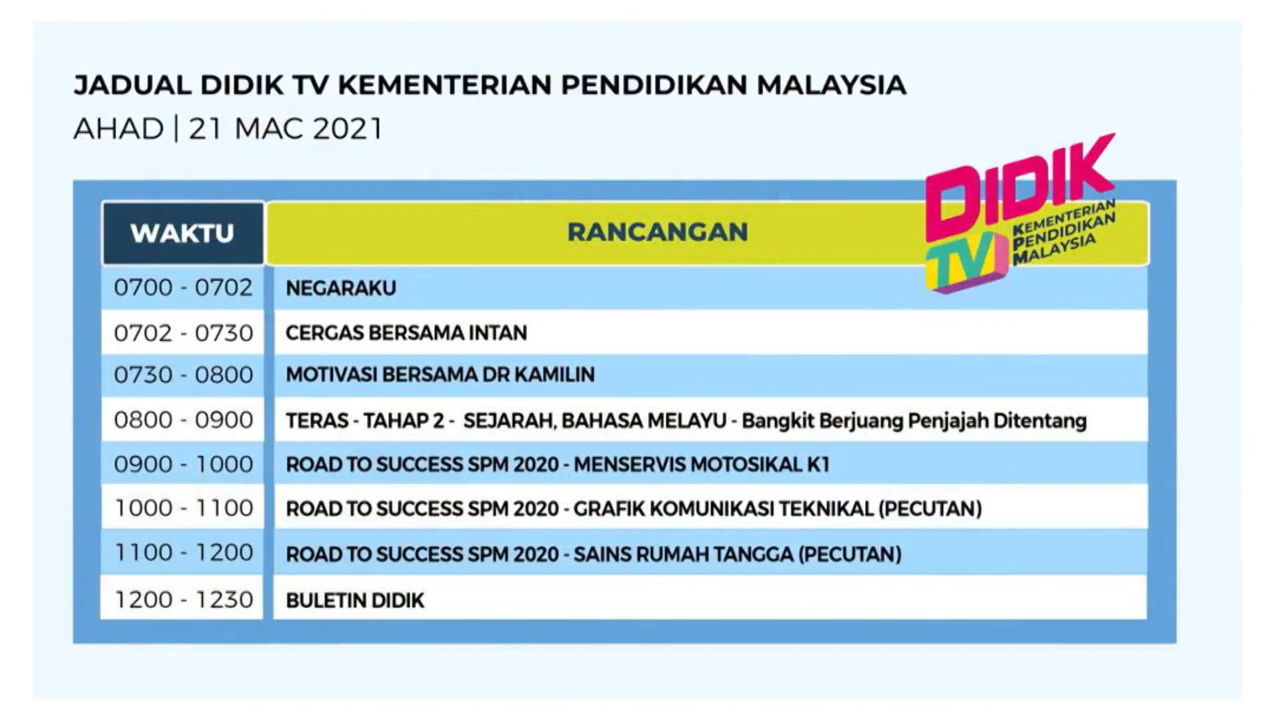 JADUAL DIDIK TV KEMENTERIAN PENDIDIKAN MALAYSIA
AHAD | 21 MAC 2021
DIDIK
TV
KEMENTERIAN
PENDIDIKAN
MALAYSIA
WAKTU RANCANGAN
0700 - 0702 NEGARAKU
0702 - 0730 CERGAS BERSAMA INTAN
0730 - 0800 MOTIVASI BERSAMA DR KAMILIN
0800 - 0900 TERAS - TAHAP 2 - SEJARAH, BAHASA MELAYU - Bangkit Berjuang Penjajah Ditentang
0900 - 1000 ROAD TO SUCCESS SPM 2020 - MENSERVIS MOTOSIKAL K1
1000 - 1100 ROAD TO SUCCESS SPM 2020 - GRAFIK KOMUNIKASI TEKNIKAL (PECUTAN)
1100 - 1200 ROAD TO SUCCESS SPM 2020 - SAINS RUMAH TANGGA (PECUTAN)
1200 - 1230 BULETIN DIDIK